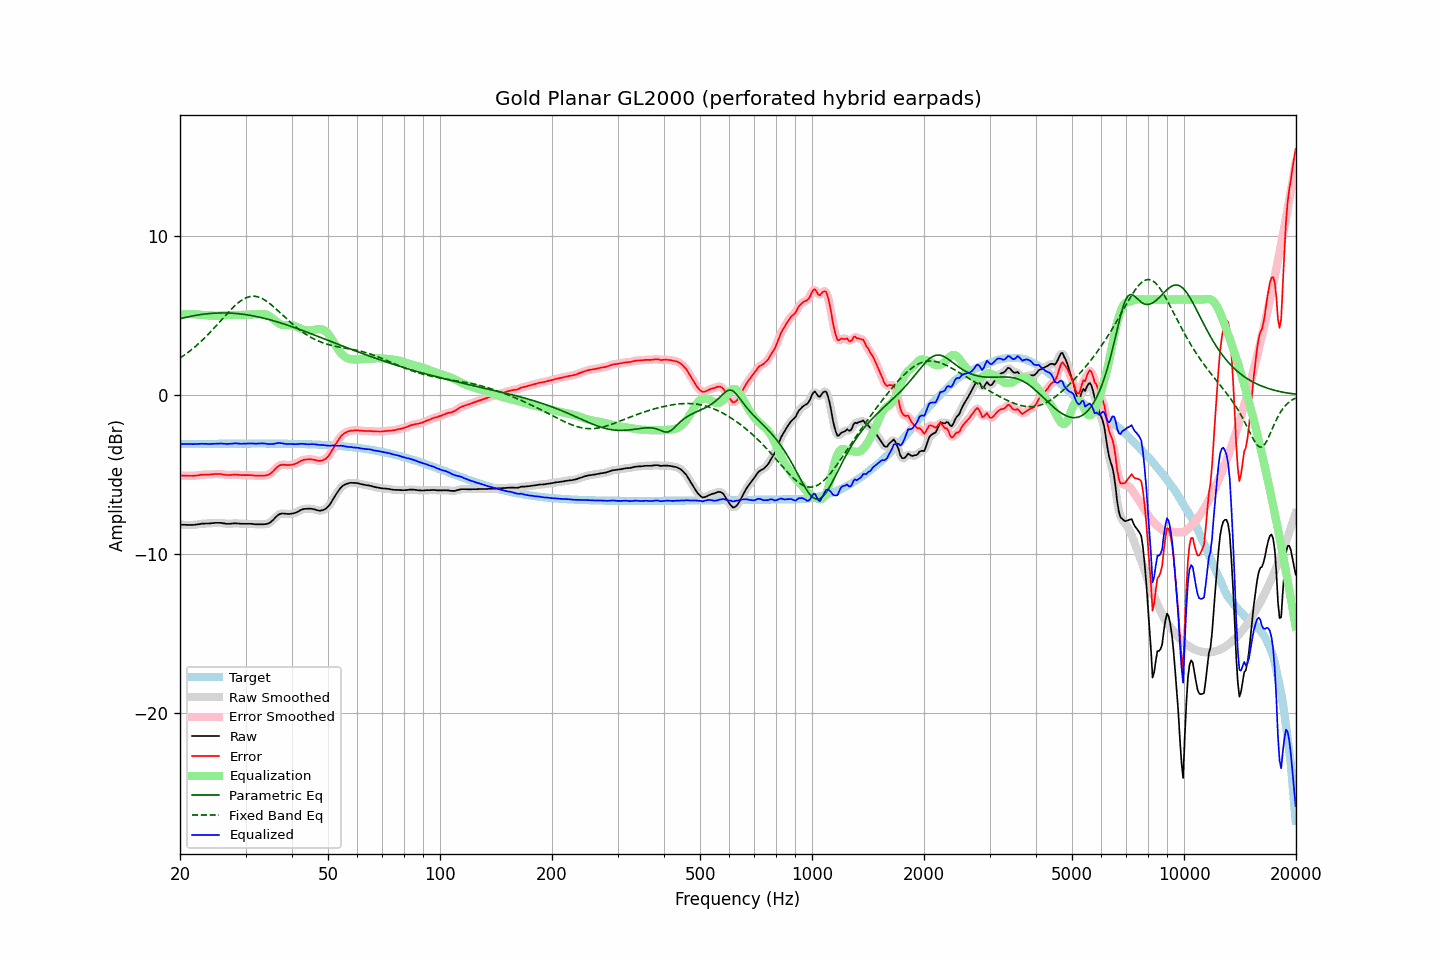 Gold Planar GL2000 (perforated hybrid earpads)
Amplitude (dBr)
10
0
−10
−20
Target
Raw Smoothed
Error Smoothed
Raw
Error
Equalization
Parametric Eq
Fixed Band Eq
Equalized
20 50 100 200 500 1000 2000 5000 10000 20000
Frequency (Hz)